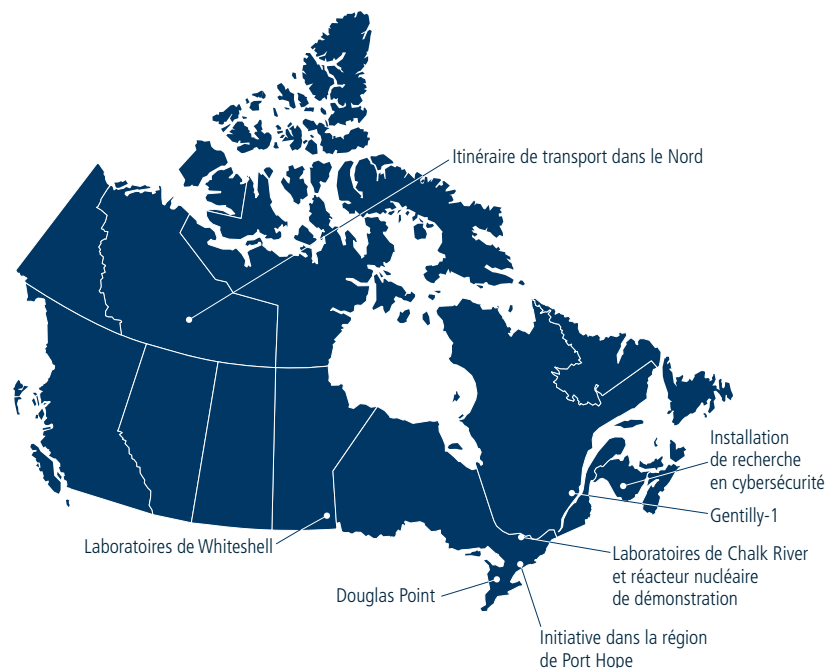 Itinéraire de transport dans le Nord
Installation
de recherche
en cybersécurité
Gentilly-1
Laboratoires de Whiteshell
Laboratoires de Chalk River
et réacteur nucléaire
de démonstration
Douglas Point
Initiative dans la région
de Port Hope